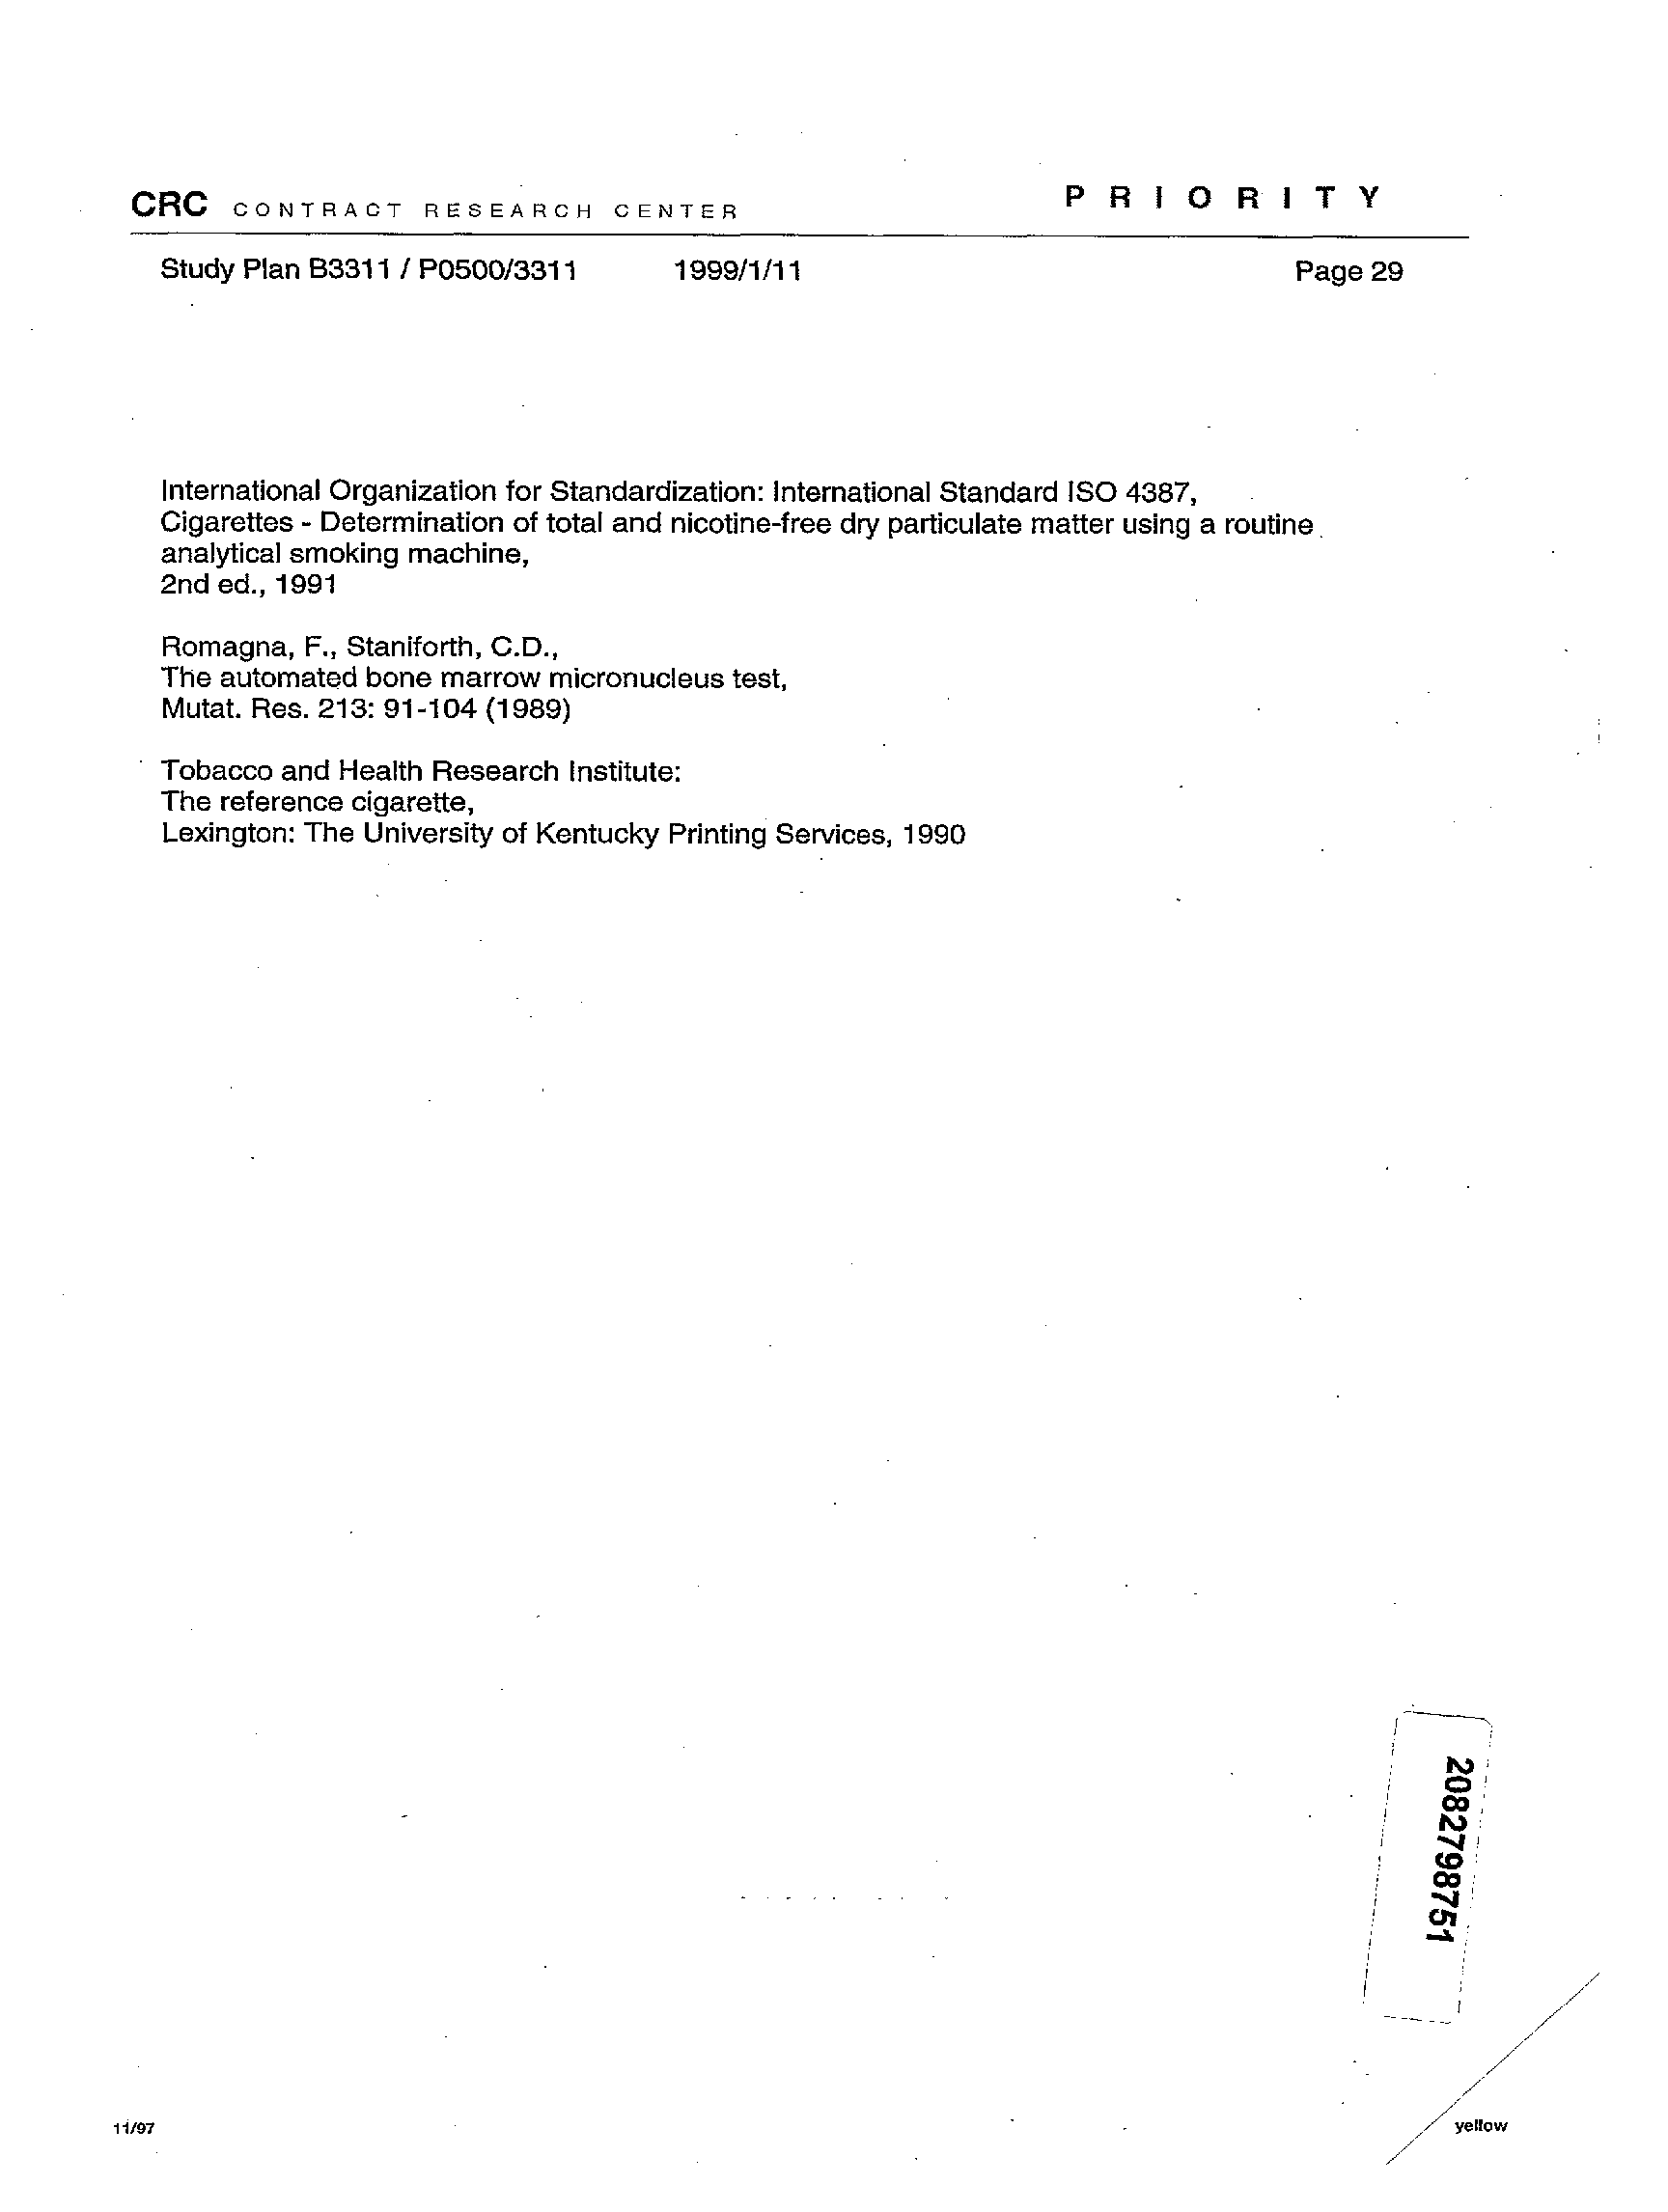 CRC CONTRACT RESEARCH CENTER PRIORITY
Study Plan B3311 / P0500/3311 1999/1/11 Page 29
International Organization for Standardization: International Standard ISO 4387,
Cigarettes - Determination of total and nicotine-free dry particulate matter using a routine
analytical smoking machine,
2nd ed., 1991
Romagna, F., Staniforth, C.D.,
The automated bone marrow micronucleus test,
Mutat. Res. 213: 91-104 (1989)
Tobacco and Health Research Institute:
The reference cigarette,
Lexington: The University of Kentucky Printing Services, 1990
2082798751
11/97 yellow